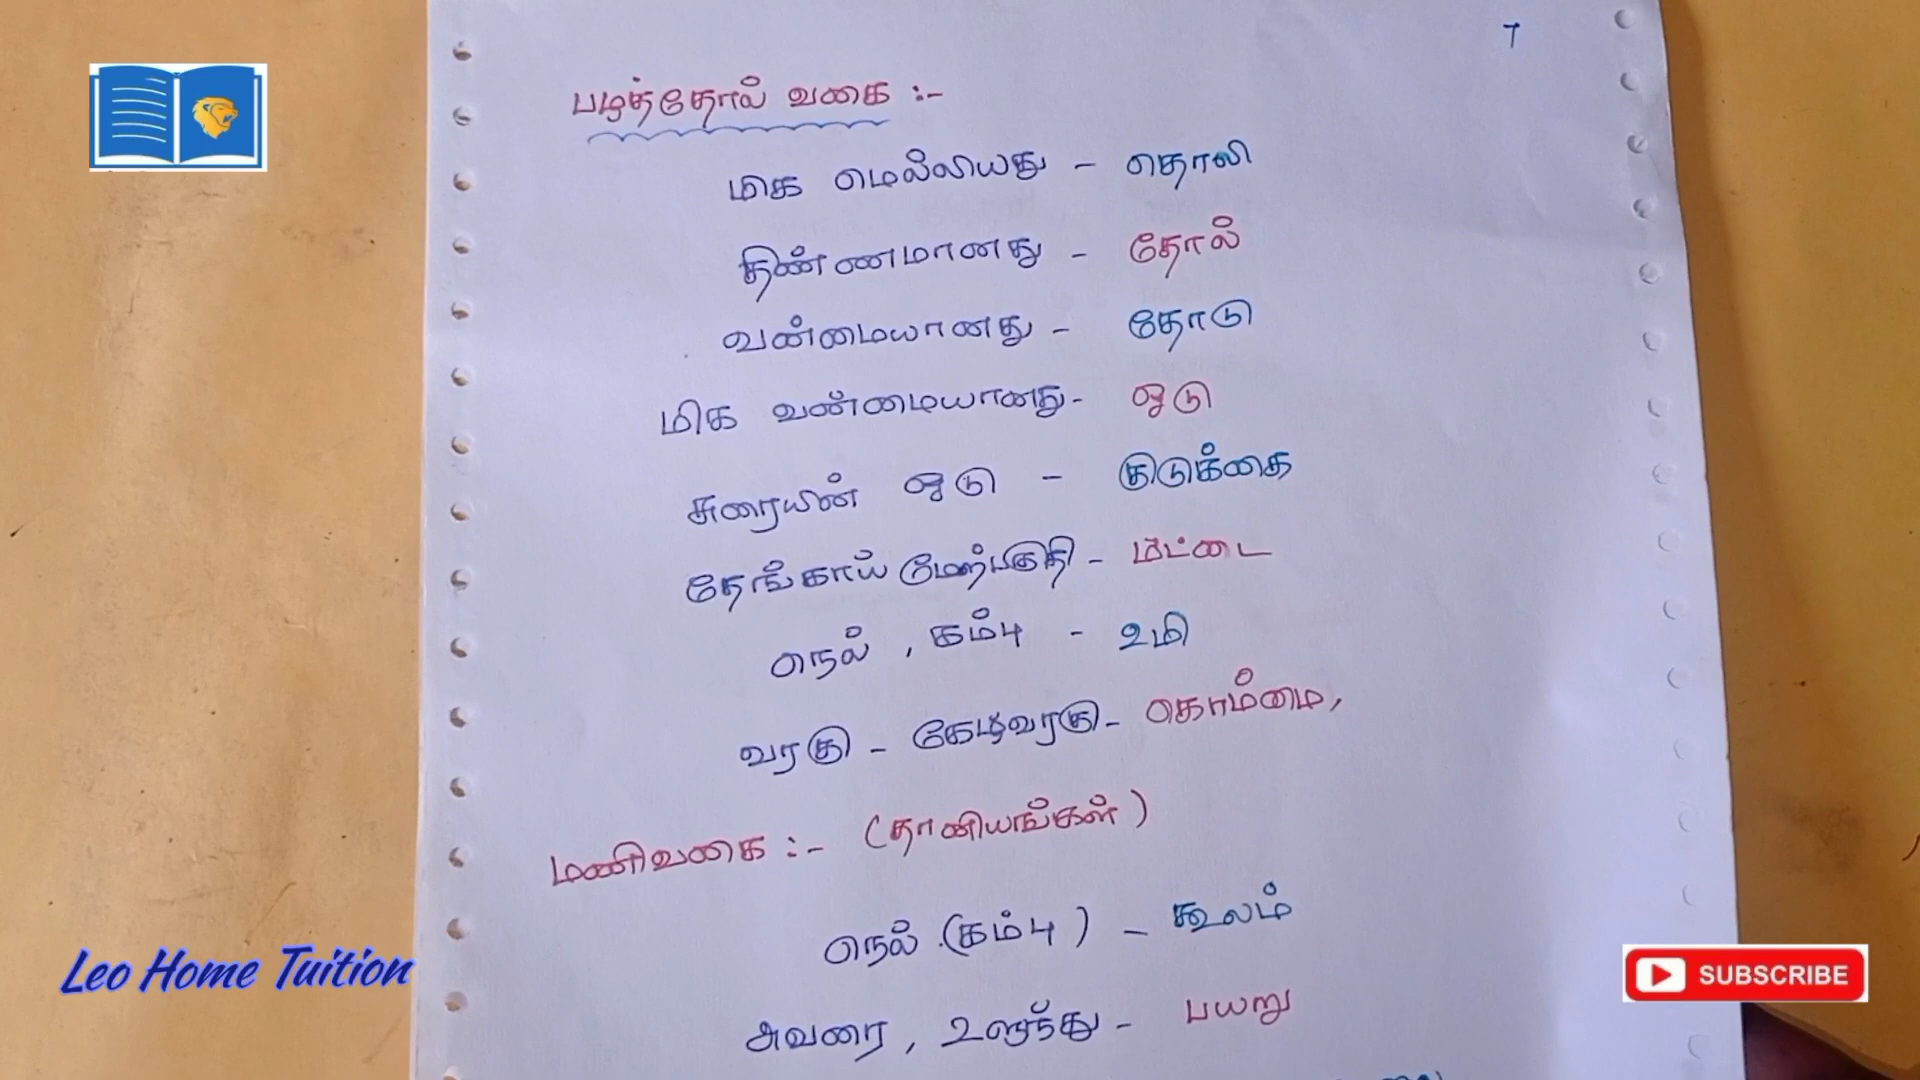 7
பழத்தோல் வகை :-
மிக மெல்லியது - தொலி
திண்ணமானது - தோல்
வன்மையானது - தோடு
மிக வன்மையானது - ஓடு
சுரையின் ஓடு - குடுக்கை
தேங்காய் மேற்பகுதி - மட்டை
நெல் , கம்பு - உமி
வரகு - கேழ்வரகு - கொம்மை,
மணிவகை :- (தானியங்கள்)
நெல் (கம்பு) - கூலம்
அவரை , உளுந்து - பயறு
Leo Home Tuition
SUBSCRIBE